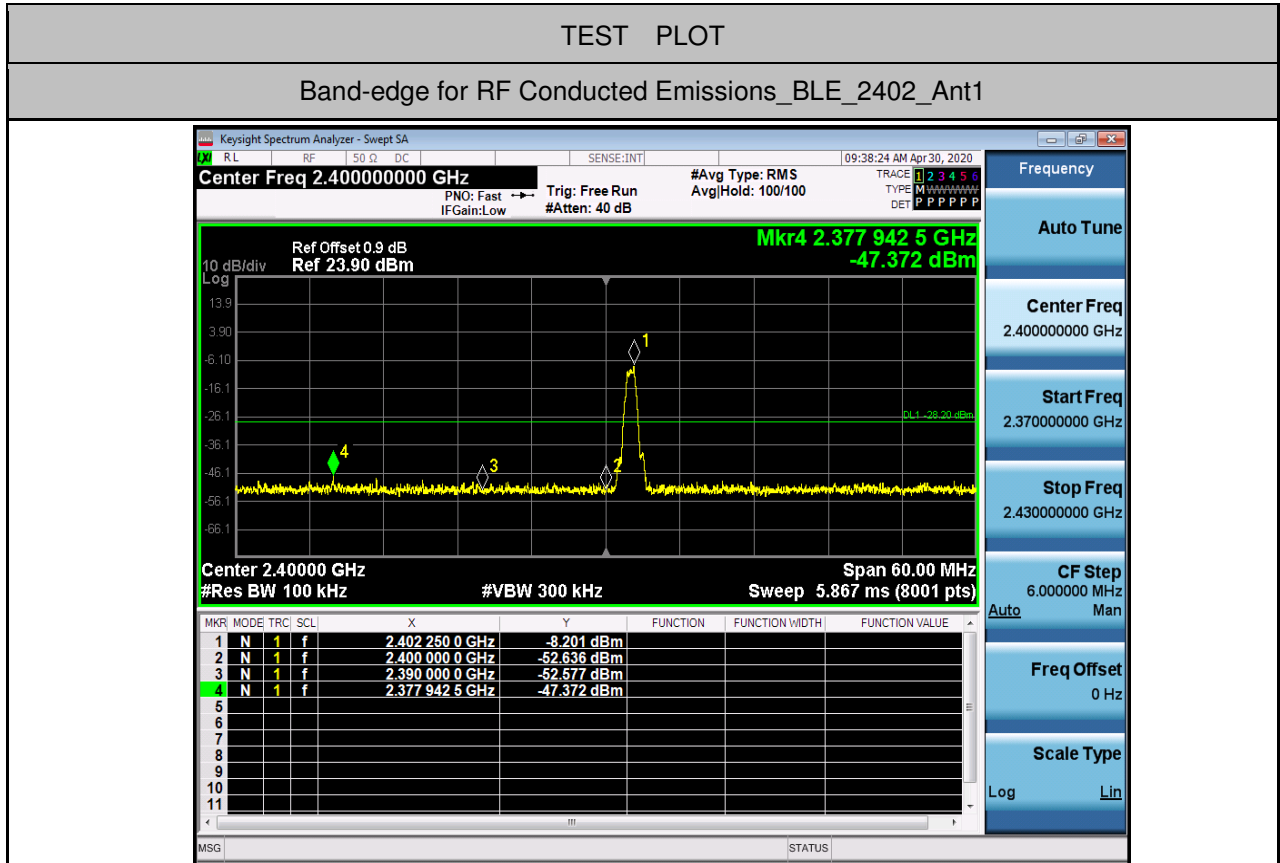 TEST PLOT
Band-edge for RF Conducted Emissions_BLE_2402_Ant1
Keysight Spectrum Analyzer - Swept SA
LXI RL RF 50 Ω DC SENSE:INT 09:38:24 AM Apr 30, 2020
Center Freq 2.400000000 GHz
PNO: Fast
IFGain:Low
Trig: Free Run
#Atten: 40 dB
#Avg Type: RMS
Avg|Hold: 100/100
TRACE 1 2 3 4 5 6
TYPE MWWWWW
DET P P P P P P
Mkr4 2.377 942 5 GHz
-47.372 dBm
Ref Offset 0.9 dB
10 dB/div Ref 23.90 dBm
Log
13.9
3.90
-6.10
-16.1
-26.1
-36.1
-46.1
-56.1
-66.1
1
DL1 -28.20 dBm
4
3
2
Center 2.40000 GHz Span 60.00 MHz
#Res BW 100 kHz #VBW 300 kHz Sweep 5.867 ms (8001 pts)
MKR MODE TRC SCL X Y FUNCTION FUNCTION WIDTH FUNCTION VALUE
1 N 1 f 2.402 250 0 GHz -8.201 dBm
2 N 1 f 2.400 000 0 GHz -52.636 dBm
3 N 1 f 2.390 000 0 GHz -52.577 dBm
4 N 1 f 2.377 942 5 GHz -47.372 dBm
5
6
7
8
9
10
11
MSG STATUS
Frequency
Auto Tune
Center Freq
2.400000000 GHz
Start Freq
2.370000000 GHz
Stop Freq
2.430000000 GHz
CF Step
6.000000 MHz
Auto Man
Freq Offset
0 Hz
Scale Type
Log Lin